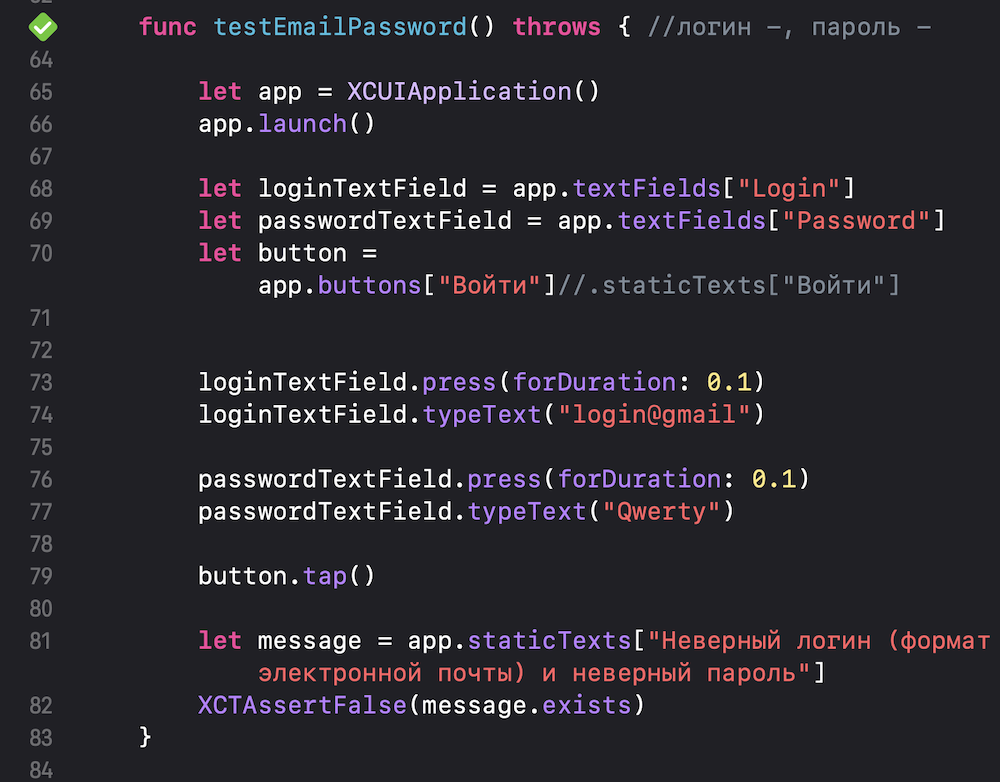 func testEmailPassword() throws { //логин –, пароль –
64
65 let app = XCUIApplication()
66 app.launch()
67
68 let loginTextField = app.textFields["Login"]
69 let passwordTextField = app.textFields["Password"]
70 let button =
app.buttons["Войти"]//.staticTexts["Войти"]
71
72
73 loginTextField.press(forDuration: 0.1)
74 loginTextField.typeText("login@gmail")
75
76 passwordTextField.press(forDuration: 0.1)
77 passwordTextField.typeText("Qwerty")
78
79 button.tap()
80
81 let message = app.staticTexts["Неверный логин (формат
электронной почты) и неверный пароль"]
82 XCTAssertFalse(message.exists)
83 }
84